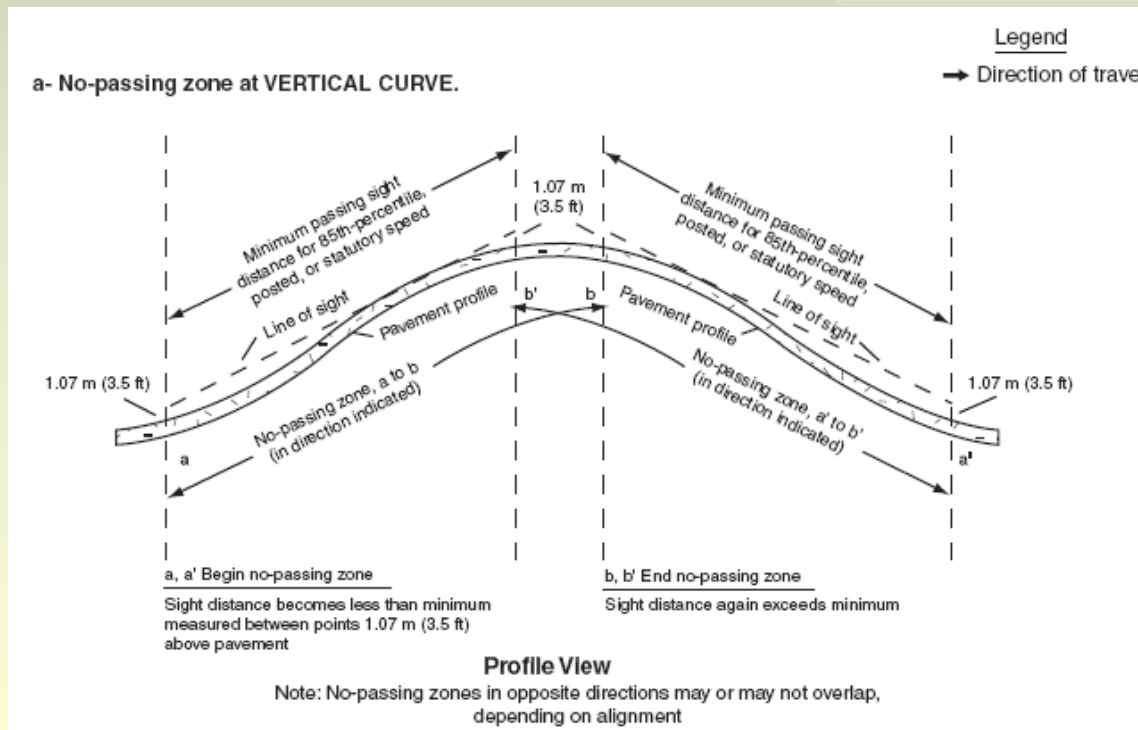 Legend
→ Direction of trave
a- No-passing zone at VERTICAL CURVE.
Minimum passing sight
distance for 85th-percentile,
posted, or statutory speed
1.07 m
(3.5 ft)
Minimum passing sight
distance for 85th-percentile,
posted, or statutory speed
Line of sight
Pavement profile
b'
b
Pavement profile
Line of sight
1.07 m (3.5 ft)
No-passing zone, a to b
(in direction indicated)
No-passing zone, a' to b'
(in direction indicated)
1.07 m (3.5 ft)
a
a'
a, a' Begin no-passing zone
Sight distance becomes less than minimum
measured between points 1.07 m (3.5 ft)
above pavement
b, b' End no-passing zone
Sight distance again exceeds minimum
Profile View
Note: No-passing zones in opposite directions may or may not overlap,
depending on alignment